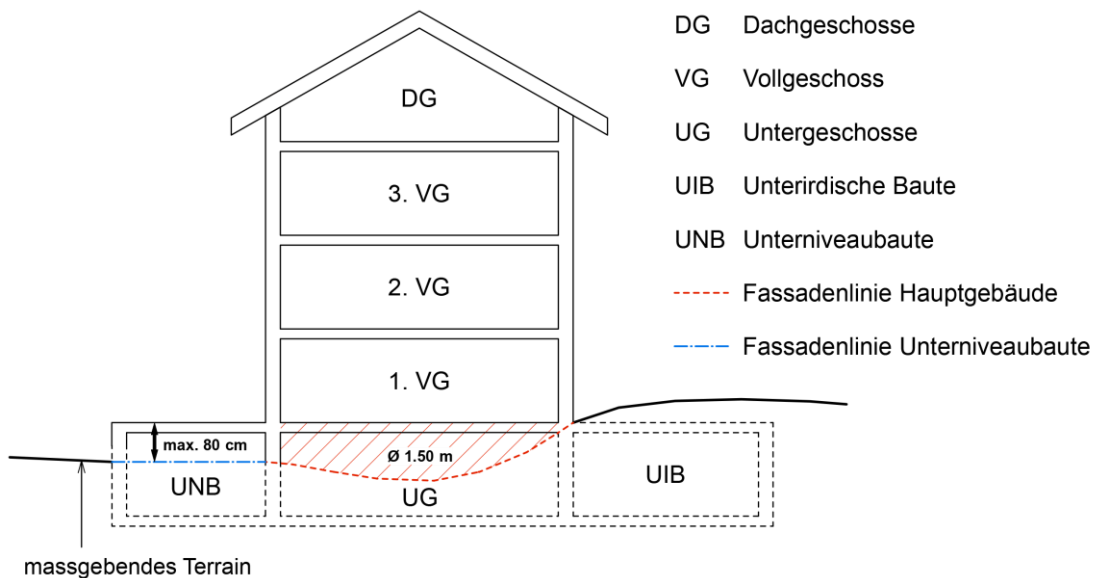 DG
3. VG
2. VG
1. VG
max. 80 cm
Ø 1.50 m
UNB
UG
UIB
massgebendes Terrain
DG Dachgeschosse
VG Vollgeschoss
UG Untergeschosse
UIB Unterirdische Baute
UNB Unterniveaubaute
Fassadenlinie Hauptgebäude
Fassadenlinie Unterniveaubaute